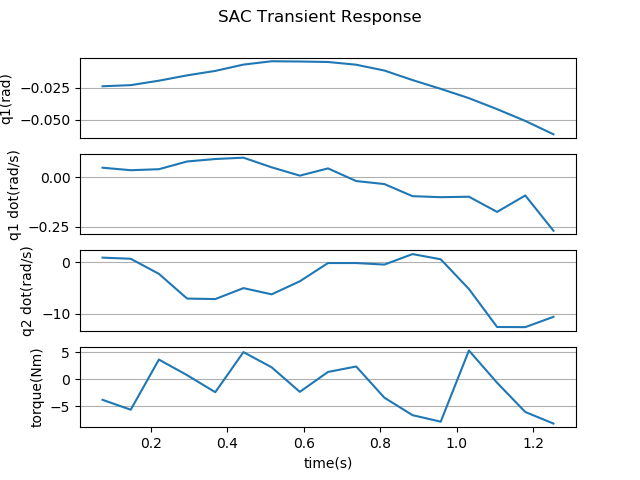 SAC Transient Response
q1(rad)
−0.025
−0.050
q1 dot(rad/s)
0.00
−0.25
q2 dot(rad/s)
0
−10
torque(Nm)
5
0
−5
0.2 0.4 0.6 0.8 1.0 1.2
time(s)